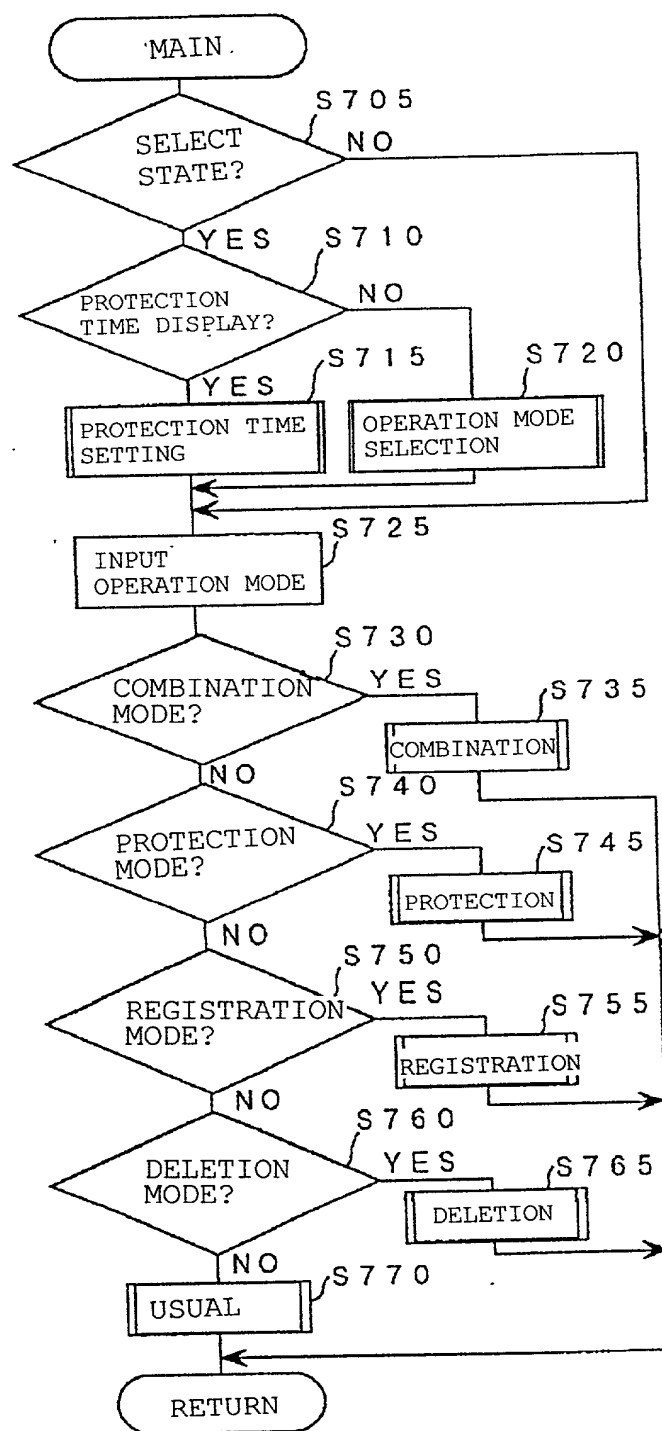 MAIN
S705
SELECT
STATE?
NO
YES
S710
PROTECTION
TIME DISPLAY?
NO
YES
S715
S720
PROTECTION TIME
SETTING
OPERATION MODE
SELECTION
S725
INPUT
OPERATION MODE
S730
COMBINATION
MODE?
YES
S735
COMBINATION
NO
S740
PROTECTION
MODE?
YES
S745
PROTECTION
NO
S750
REGISTRATION
MODE?
YES
S755
REGISTRATION
NO
S760
DELETION
MODE?
YES
S765
DELETION
NO
S770
USUAL
RETURN